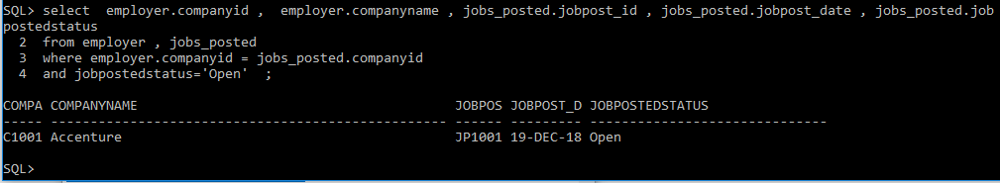 SQL> select  employer.companyid ,  employer.companyname , jobs_posted.jobpost_id , jobs_posted.jobpost_date , jobs_posted.job
postedstatus
  2  from employer , jobs_posted
  3  where employer.companyid = jobs_posted.companyid
  4  and jobpostedstatus='Open'  ;
COMPA COMPANYNAME                                        JOBPOS JOBPOST_D JOBPOSTEDSTATUS
----- -------------------------------------------------- ------ --------- ------------------------------
C1001 Accenture                                          JP1001 19-DEC-18 Open
SQL>